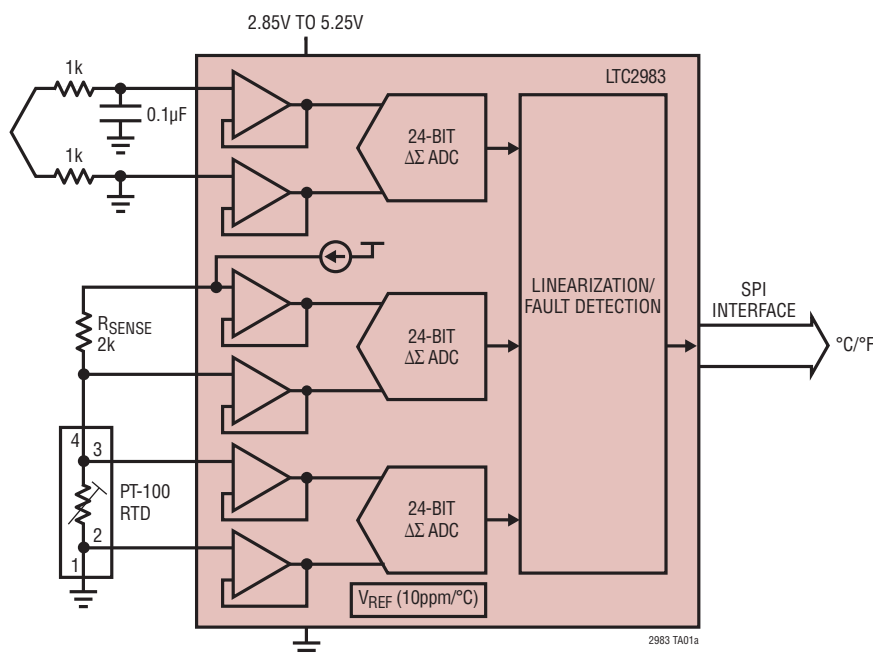 2.85V TO 5.25V
LTC2983
1k
0.1µF
1k
24-BIT
ΔΣ ADC
LINEARIZATION/
FAULT DETECTION
SPI
INTERFACE
°C/°F
RSENSE
2k
24-BIT
ΔΣ ADC
4
3
PT-100
RTD
2
1
24-BIT
ΔΣ ADC
VREF (10ppm/°C)
2983 TA01a